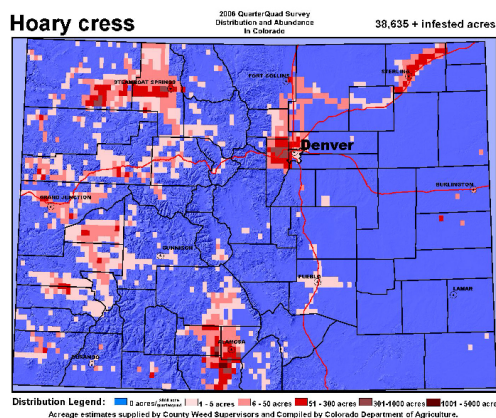 Hoary cress
2006 QuarterQuad Survey
Distribution and Abundance
In Colorado
38,635 + infested acres
STEAMBOAT SPRINGS
FORT COLLINS
STERLING
Denver
BURLINGTON
GRAND JUNCTION
GUNNISON
PUEBLO
LAMAR
DURANGO
ALAMOSA
Distribution Legend: 0 acres 1 - 5 acres 6 - 50 acres 51 - 300 acres 301-1000 acres 1001 - 5000 acres
Acreage estimates supplied by County Weed Supervisors and Compiled by Colorado Department of Agriculture.